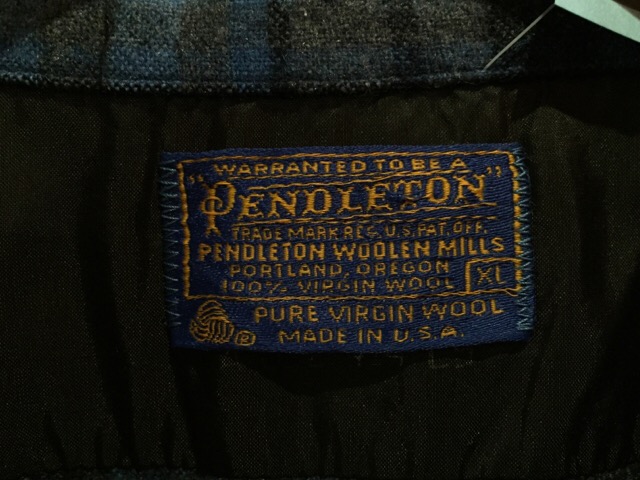 WARRANTED TO BE A
"PENDLETON"
TRADE MARK REG. U.S. PAT. OFF.
PENDLETON WOOLEN MILLS
PORTLAND, OREGON
100% VIRGIN WOOL XL
PURE VIRGIN WOOL
® MADE IN U.S.A.